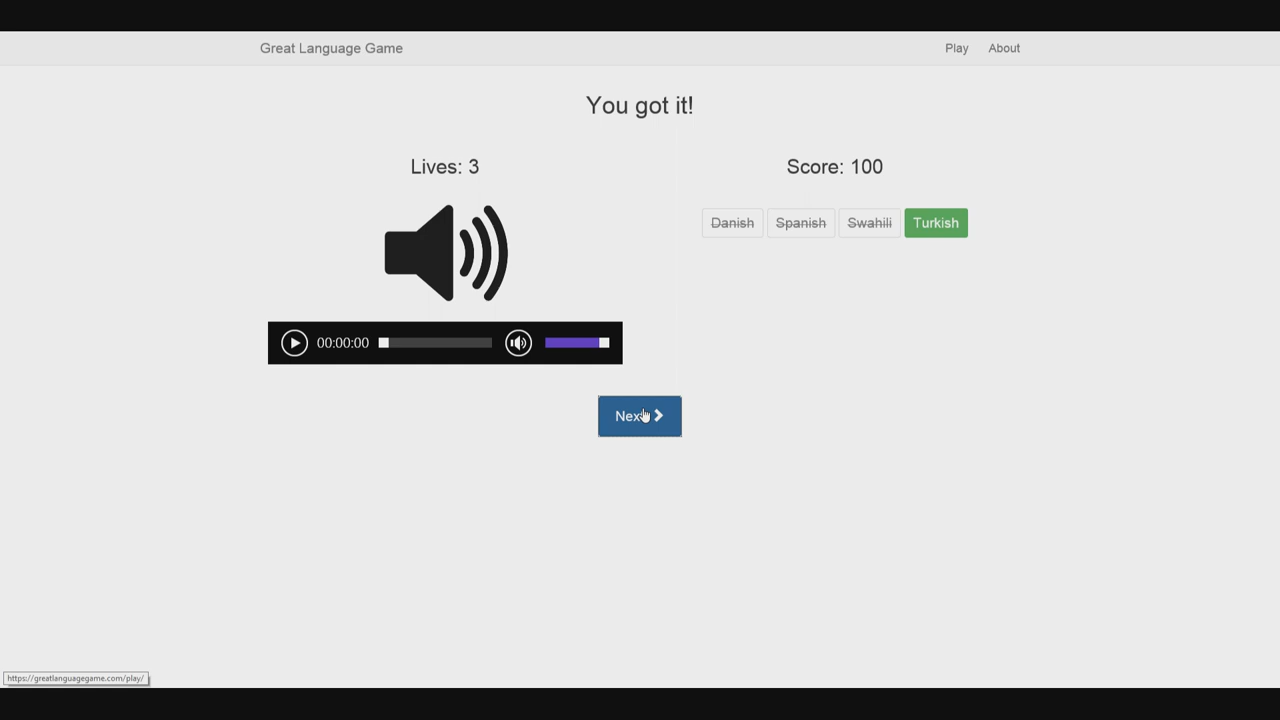 Great Language Game
Play
About
You got it!
Lives: 3
Score: 100
Danish
Spanish
Swahili
Turkish
00:00:00
Next
https://greatlanguagegame.com/play/